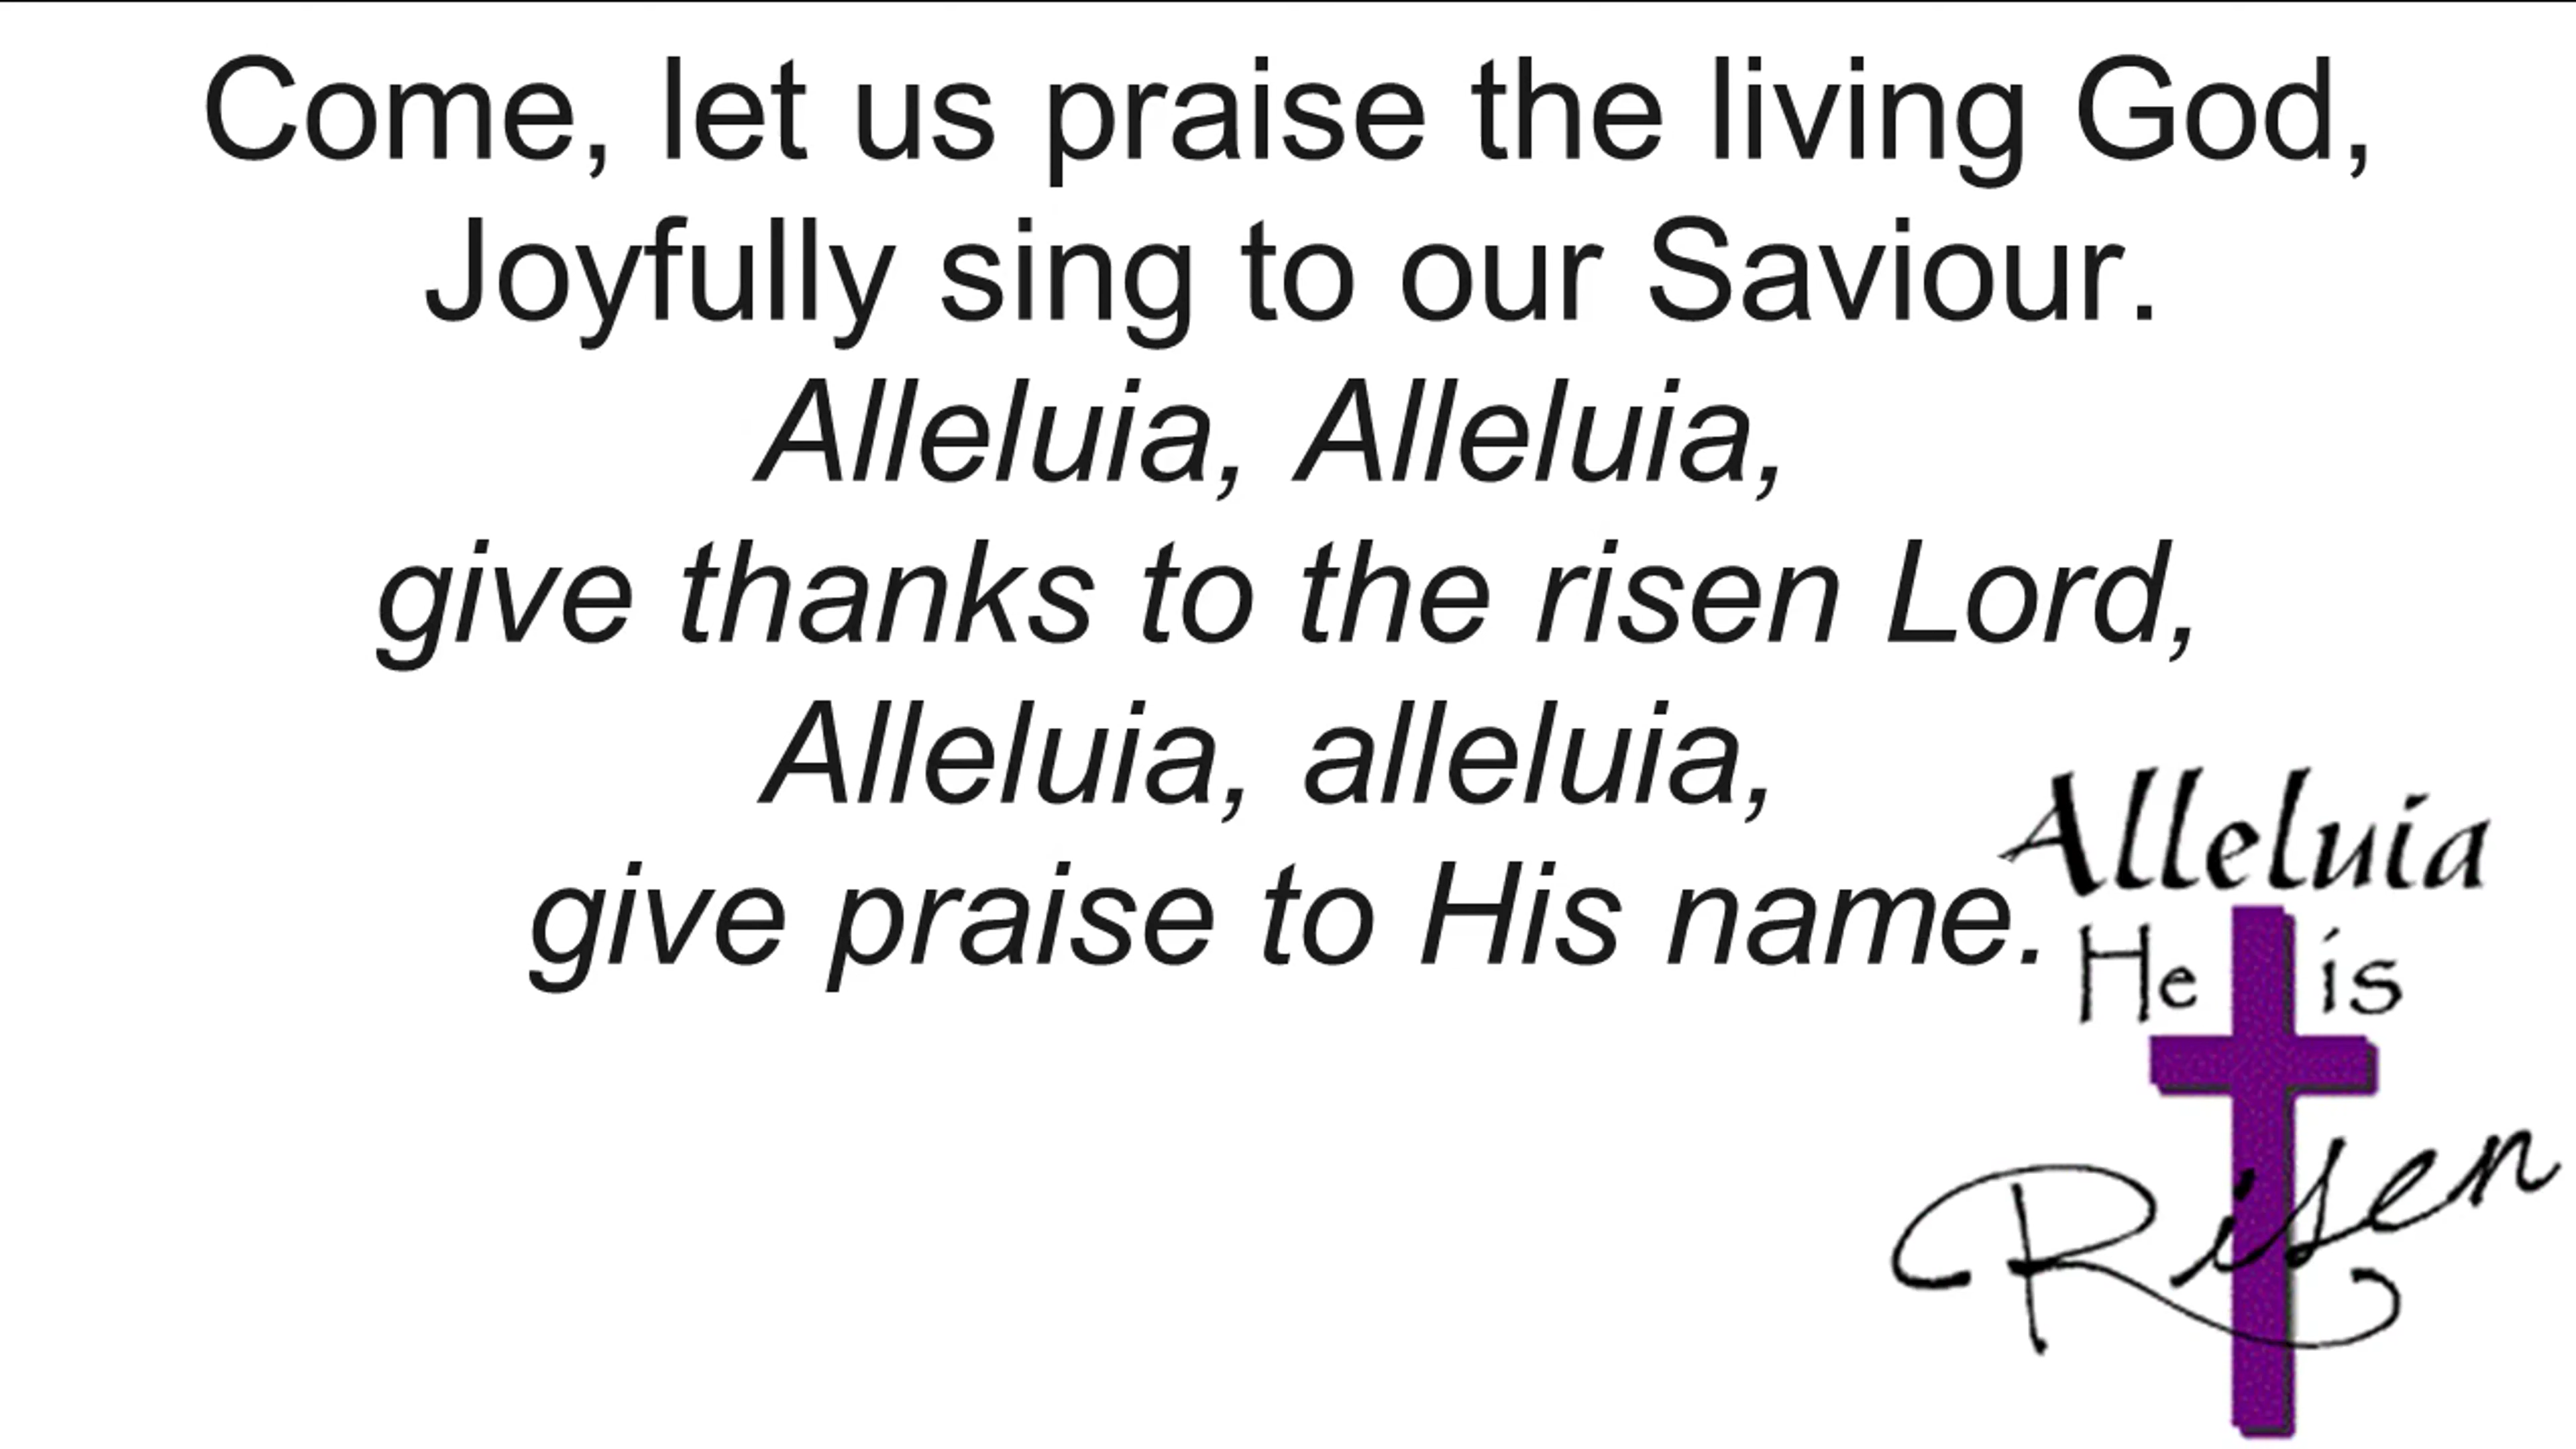 Come, let us praise the living God,
Joyfully sing to our Saviour.
Alleluia, Alleluia,
give thanks to the risen Lord,
Alleluia, alleluia,
give praise to His name.
Alleluia
He is
Risen